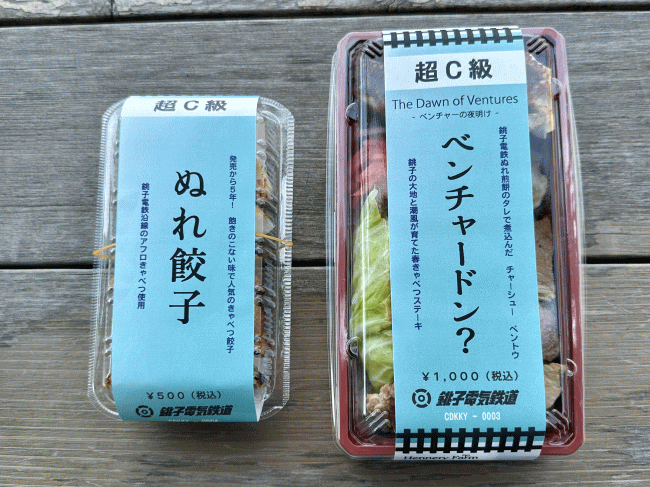 超C級
ぬれ餃子
発売から5年! 飽きのこない味で人気のきゃべつ餃子
銚子電鉄沿線のアフロきゃべつ使用
¥500(税込)
銚子電気鉄道
超C級
The Dawn of Ventures
- ベンチャーの夜明け -
銚子電鉄ぬれ煎餅のタレで煮込んだ チャーシュー ベントウ
ベンチャードン?
銚子の大地と潮風が育てた春きゃべつステーキ
¥1,000(税込)
銚子電気鉄道
CDKKY - 0003
Hennery Farm